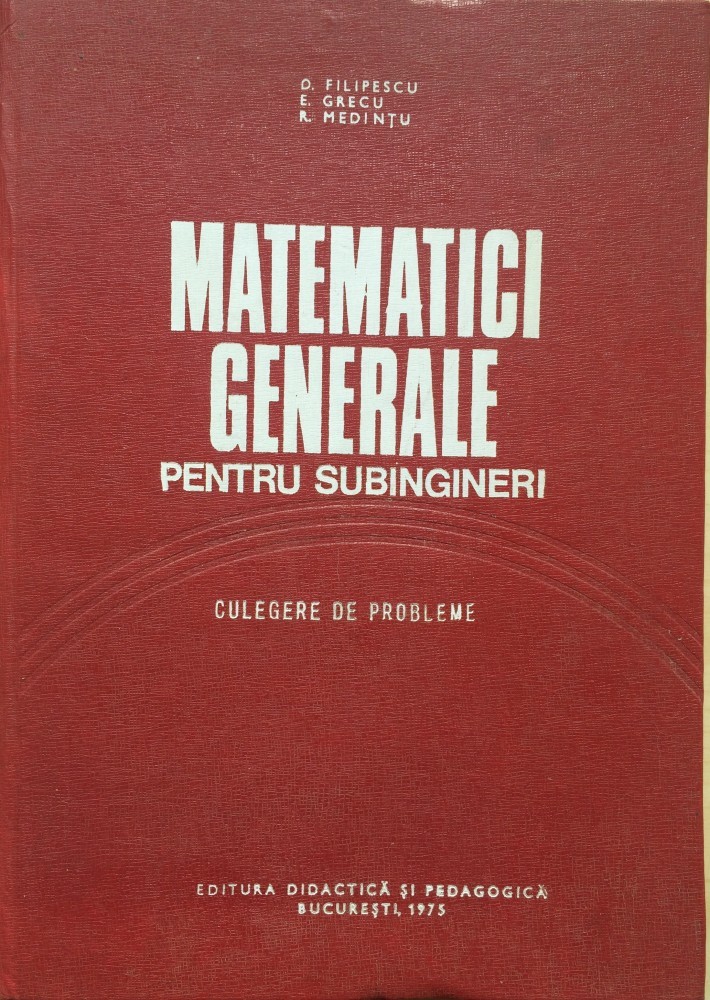 D. FILIPESCU
E. GRECU
R. MEDINȚU
MATEMATICI
GENERALE
PENTRU SUBINGINERI
CULEGERE DE PROBLEME
EDITURA DIDACTICĂ ȘI PEDAGOGICĂ
BUCUREȘTI, 1975